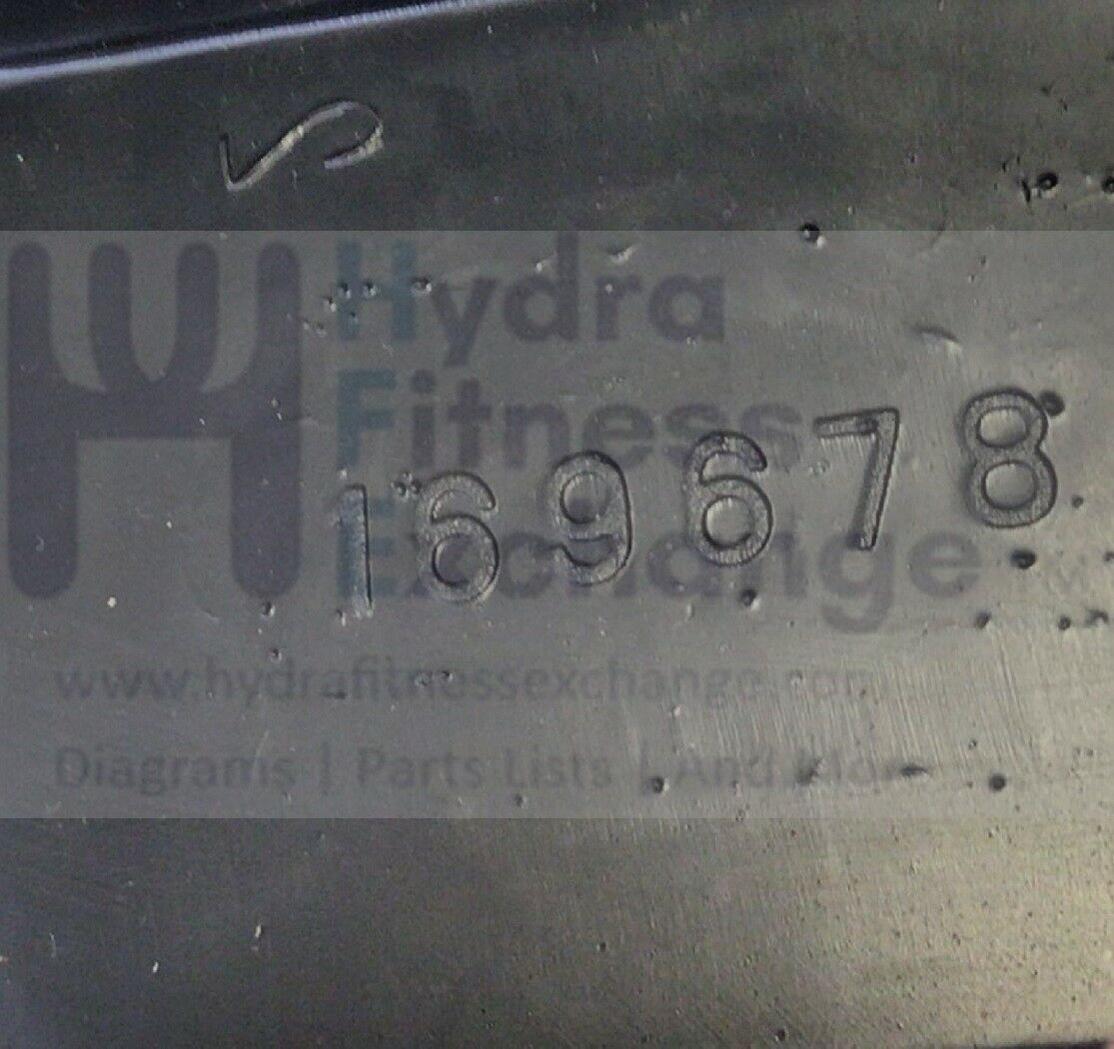 S
Hydra
Fitness
Exchange
169678
www.hydrafitnessexchange.com
Diagrams | Parts Lists | And More